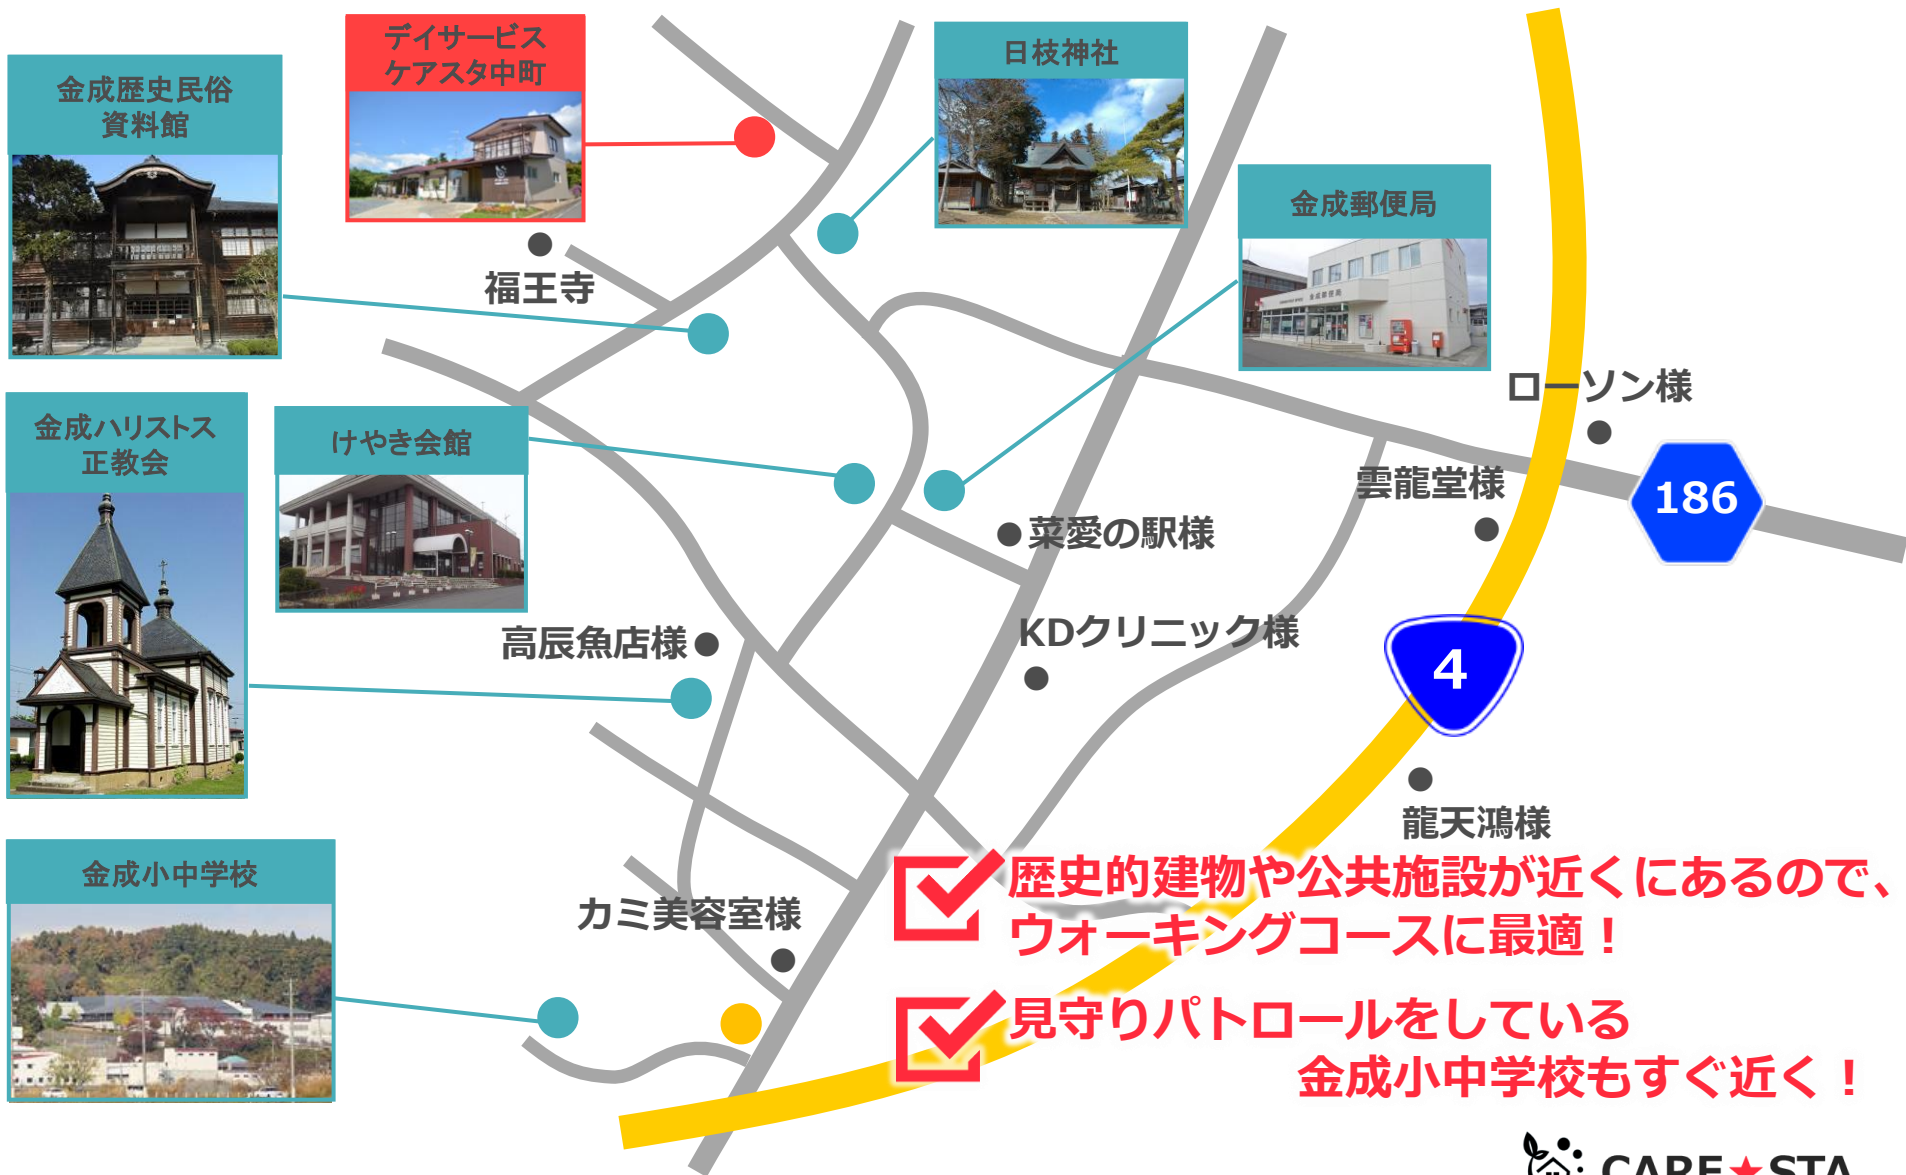 デイサービス
ケアスタ中町
日枝神社
金成歴史民俗
資料館
金成郵便局
金成郵便局
福王寺
ローソン様
金成ハリストス
正教会
けやき会館
雲龍堂様
186
菜愛の駅様
高辰魚店様
KDクリニック様
4
龍天鴻様
金成小中学校
カミ美容室様
歴史的建物や公共施設が近くにあるので、
ウォーキングコースに最適！
見守りパトロールをしている
金成小中学校もすぐ近く！
CARE★STA